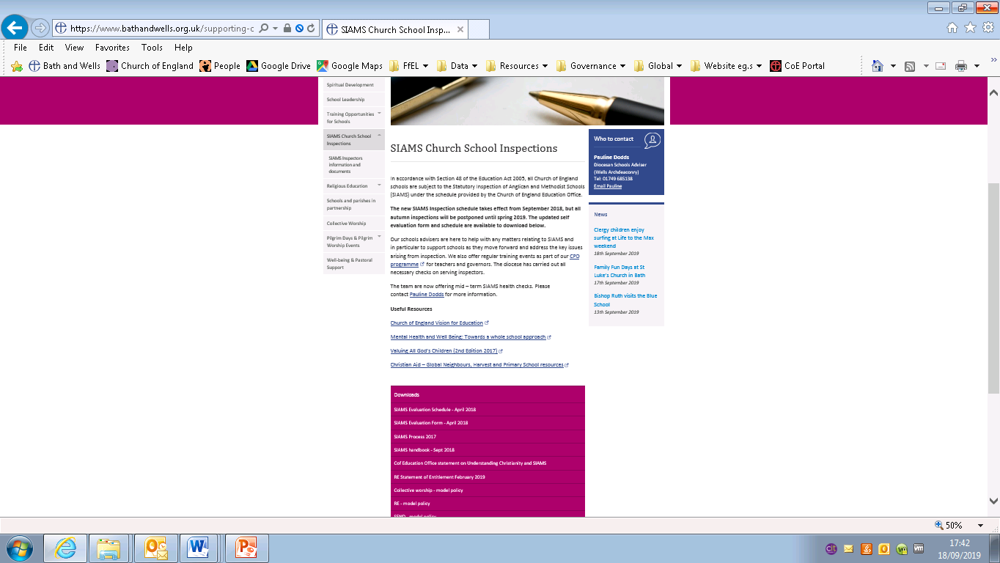 https://www.bathandwells.org.uk/supporting-c
SIAMS Church School Insp...
File Edit View Favorites Tools Help
Bath and Wells Church of England People Google Drive Google Maps FfEL Data Resources Governance Global Website eg.s CoE Portal
Spiritual Development
School Leadership
Training Opportunities
for Schools
SIAMS Church School
Inspections
SIAMS Inspectors
information and
documents
Religious Education
Schools and parishes in
partnership
Collective Worship
Pilgrim Days & Pilgrim
Worship Events
Well-being & Pastoral
Support
SIAMS Church School Inspections
In accordance with Section 48 of the Education Act 2005, all Church of England
schools are subject to the Statutory Inspection of Anglican and Methodist Schools
(SIAMS) under the schedule provided by the Church of England Education Office.
The new SIAMS Inspection schedule takes effect from September 2018, but all
autumn inspections will be postponed until spring 2019. The updated self
evaluation form and schedule are available to download below.
Our schools advisers are here to help with any matters relating to SIAMS and
in particular to support schools as they move forward and address the key issues
arising from inspection. We also offer regular training events as part of our CPD
programme for teachers and governors. The diocese has carried out all
necessary checks on serving inspectors.
The team are now offering mid – term SIAMS health checks. Please
contact Pauline Dodds for more information.
Useful Resources
Church of England Vision for Education
Mental Health and Well Being: Towards a whole school approach
Valuing All God's Children (2nd Edition 2017)
Christian Aid – Global Neighbours, Harvest and Primary School resources
Downloads
SIAMS Evaluation Schedule - April 2018
SIAMS Evaluation Form - April 2018
SIAMS Process 2017
SIAMS handbook - Sept 2018
Cof Education Office statement on Understanding Christianity and SIAMS
RE Statement of Entitlement February 2019
Collective worship - model policy
RE - model policy
Who to contact
Pauline Dodds
Diocesan Schools Adviser
(Wells Archdeaconry)
Tel: 01749 685138
Email Pauline
News
Clergy children enjoy
surfing at Life to the Max
weekend
18th September 2019
Family Fun Days at St
Luke's Church in Bath
17th September 2019
Bishop Ruth visits the Blue
School
13th September 2019
50%
17:42
18/09/2019